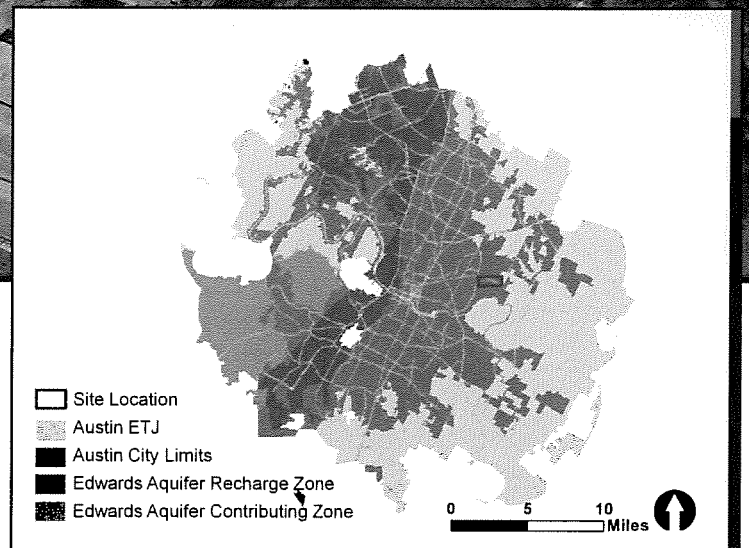 Site Location
Austin ETJ
Austin City Limits
Edwards Aquifer Recharge Zone
Edwards Aquifer Contributing Zone
0 5 10
Miles